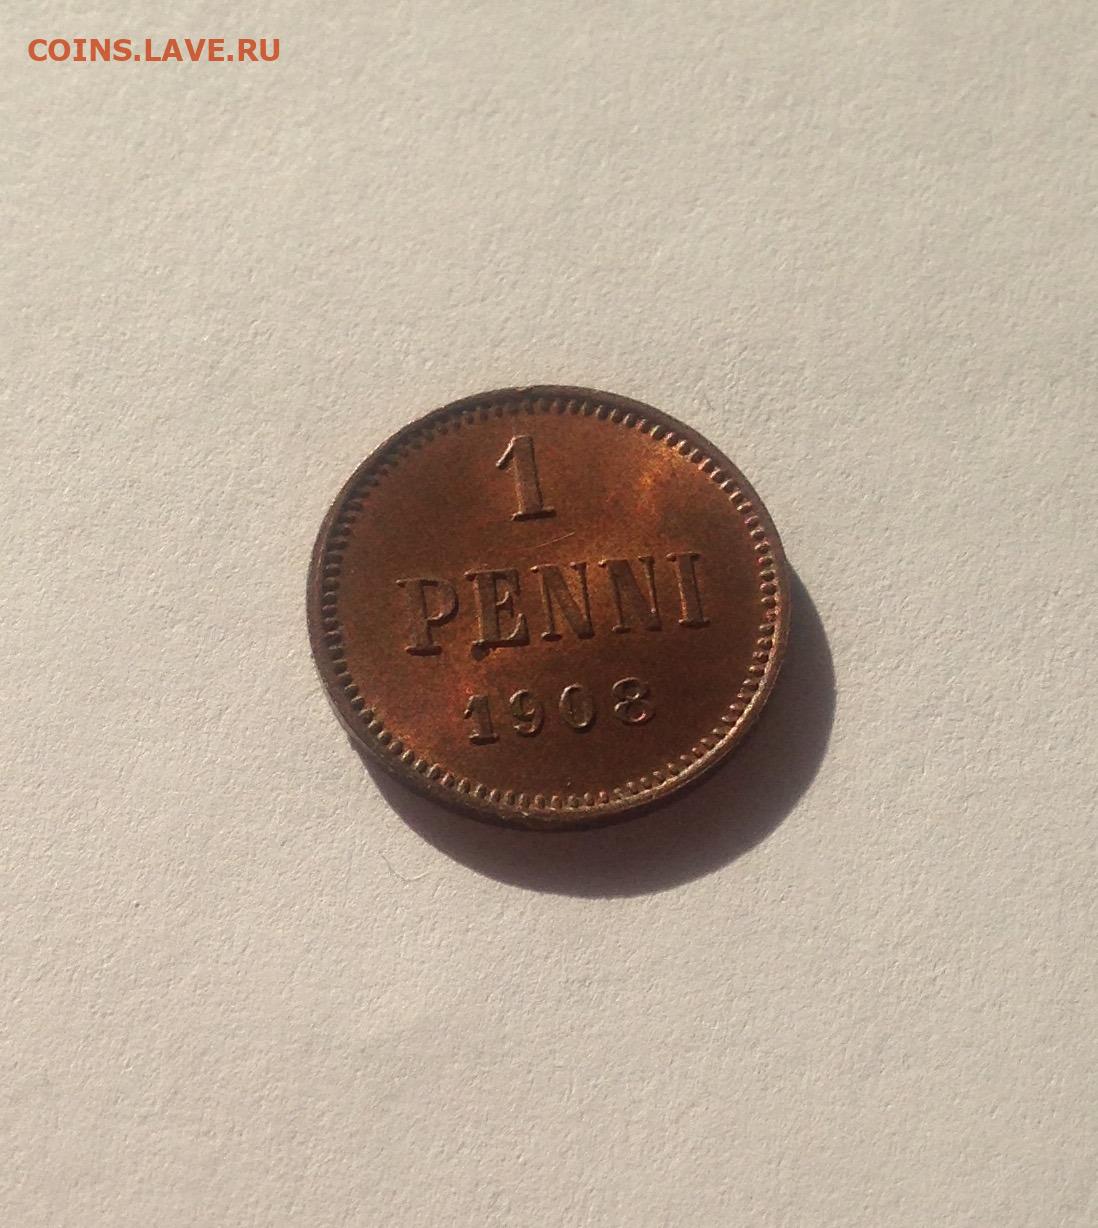 COINS.LAVE.RU
1
PENNI
1908